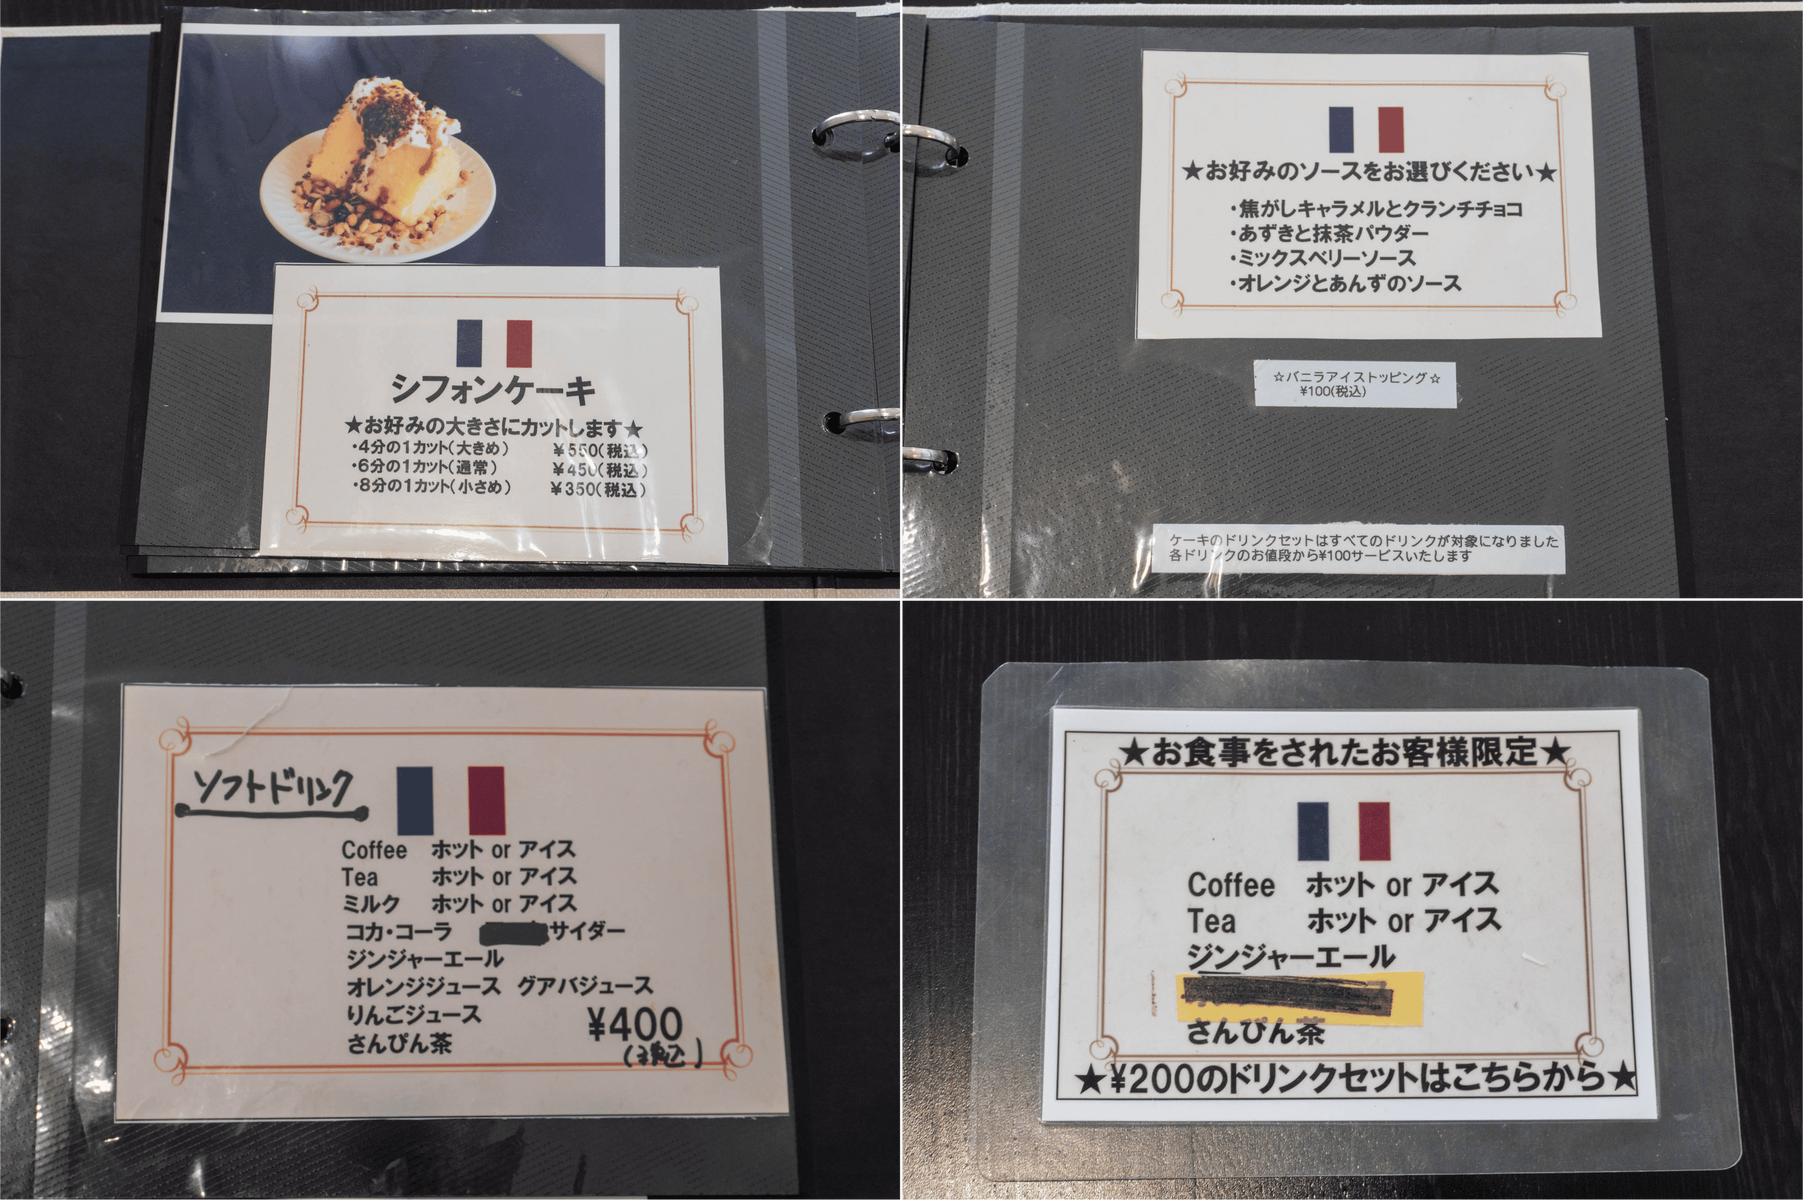 シフォンケーキ
★お好みの大きさにカットします★
・4分の1カット(大きめ) ¥550(税込)
・6分の1カット(通常) ¥450(税込)
・8分の1カット(小さめ) ¥350(税込)
★お好みのソースをお選びください★
・焦がしキャラメルとクランチチョコ
・あずきと抹茶パウダー
・ミックスベリーソース
・オレンジとあんずのソース
☆バニラアイストッピング☆
¥100(税込)
ケーキのドリンクセットはすべてのドリンクが対象になりました
各ドリンクのお値段から¥100サービスいたします
ソフトドリンク
Coffee ホット or アイス
Tea ホット or アイス
ミルク ホット or アイス
コカ・コーラ サイダー
ジンジャーエール
オレンジジュース グアバジュース
りんごジュース
さんぴん茶
¥400
(税込)
★お食事をされたお客様限定★
Coffee ホット or アイス
Tea ホット or アイス
ジンジャーエール
さんぴん茶
★¥200のドリンクセットはこちらから★